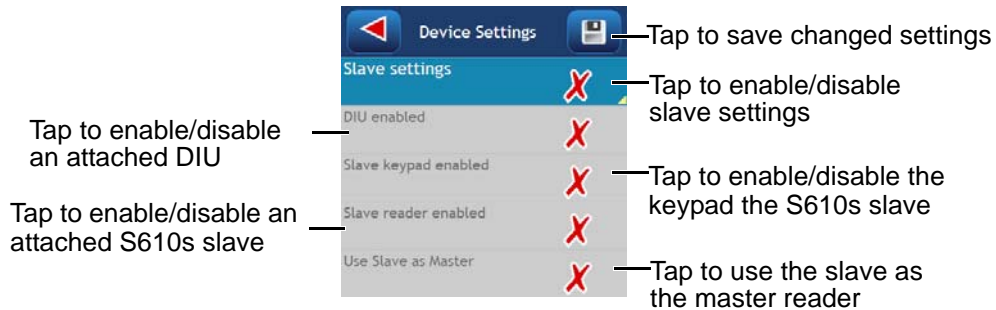 Device Settings
Tap to save changed settings
Slave settings
Tap to enable/disable
slave settings
DIU enabled
Tap to enable/disable
an attached DIU
Slave keypad enabled
Tap to enable/disable the
keypad the S610s slave
Slave reader enabled
Tap to enable/disable an
attached S610s slave
Use Slave as Master
Tap to use the slave as
the master reader